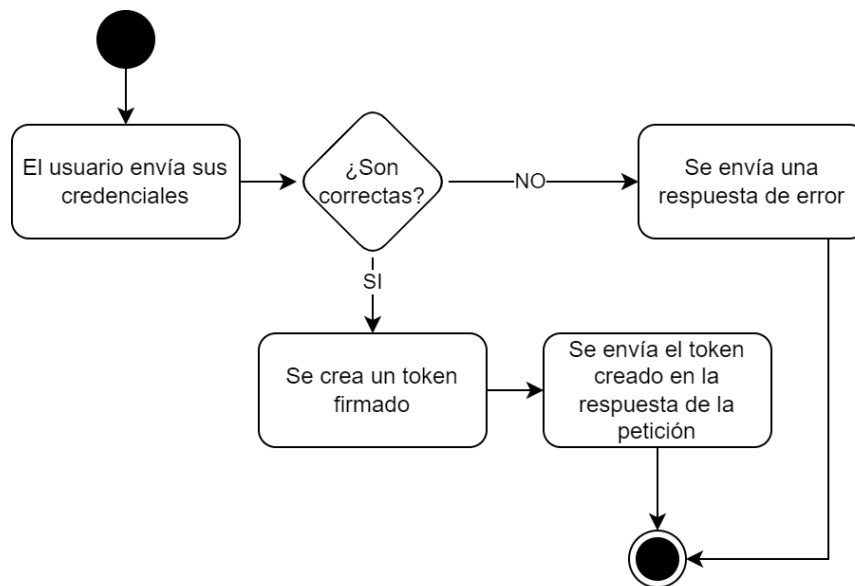 El usuario envía sus
credenciales
¿Son
correctas?
NO
Se envía una
respuesta de error
SI
Se crea un token
firmado
Se envía el token
creado en la
respuesta de la
petición